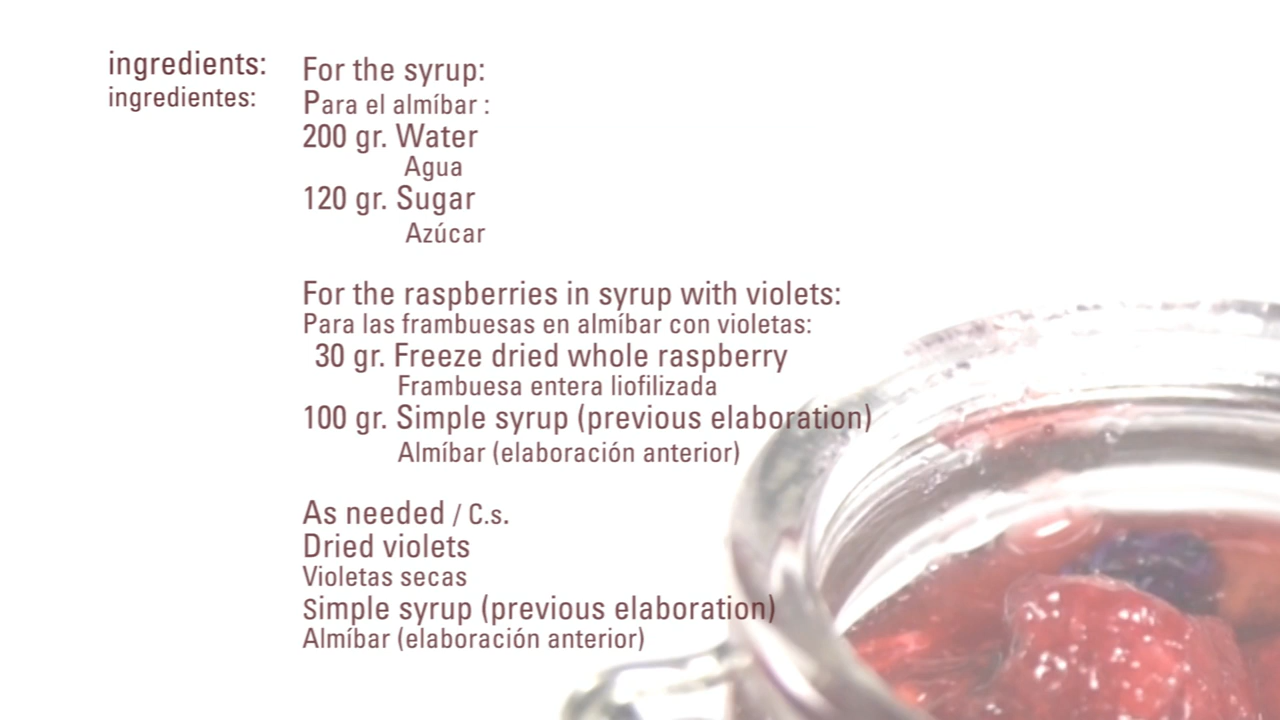 ingredients:
ingredientes:
For the syrup:
Para el almíbar :
200 gr. Water
Agua
120 gr. Sugar
Azúcar
For the raspberries in syrup with violets:
Para las frambuesas en almíbar con violetas:
30 gr. Freeze dried whole raspberry
Frambuesa entera liofilizada
100 gr. Simple syrup (previous elaboration)
Almíbar (elaboración anterior)
As needed / C.s.
Dried violets
Violetas secas
Simple syrup (previous elaboration)
Almíbar (elaboración anterior)